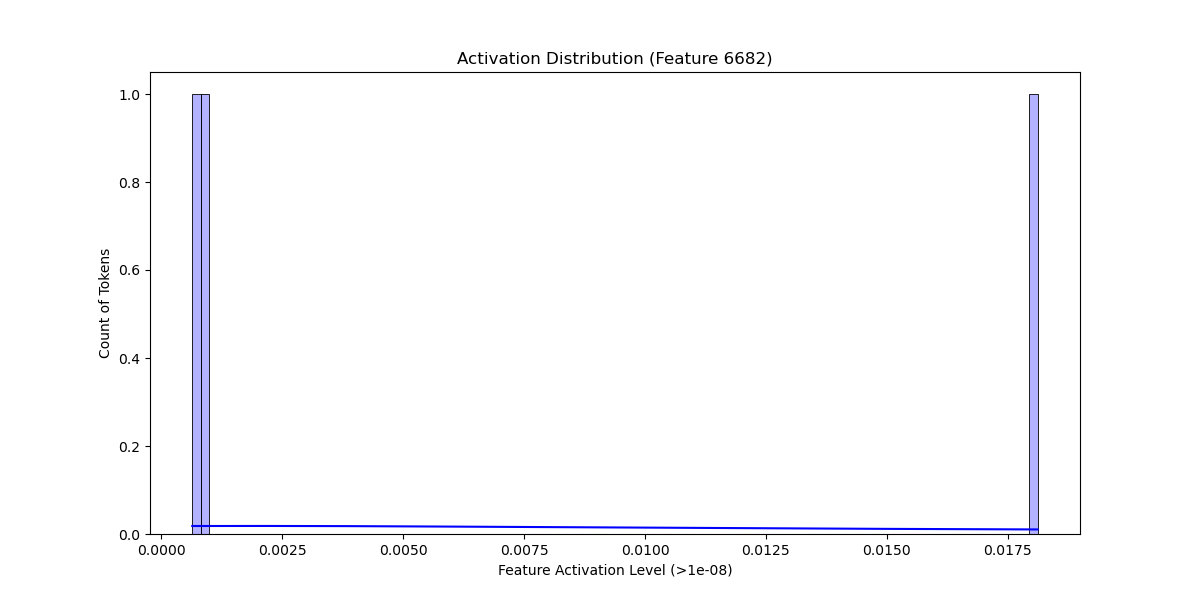 Activation Distribution (Feature 6682)
Count of Tokens
1.0
0.8
0.6
0.4
0.2
0.0
0.0000 0.0025 0.0050 0.0075 0.0100 0.0125 0.0150 0.0175
Feature Activation Level (>1e-08)